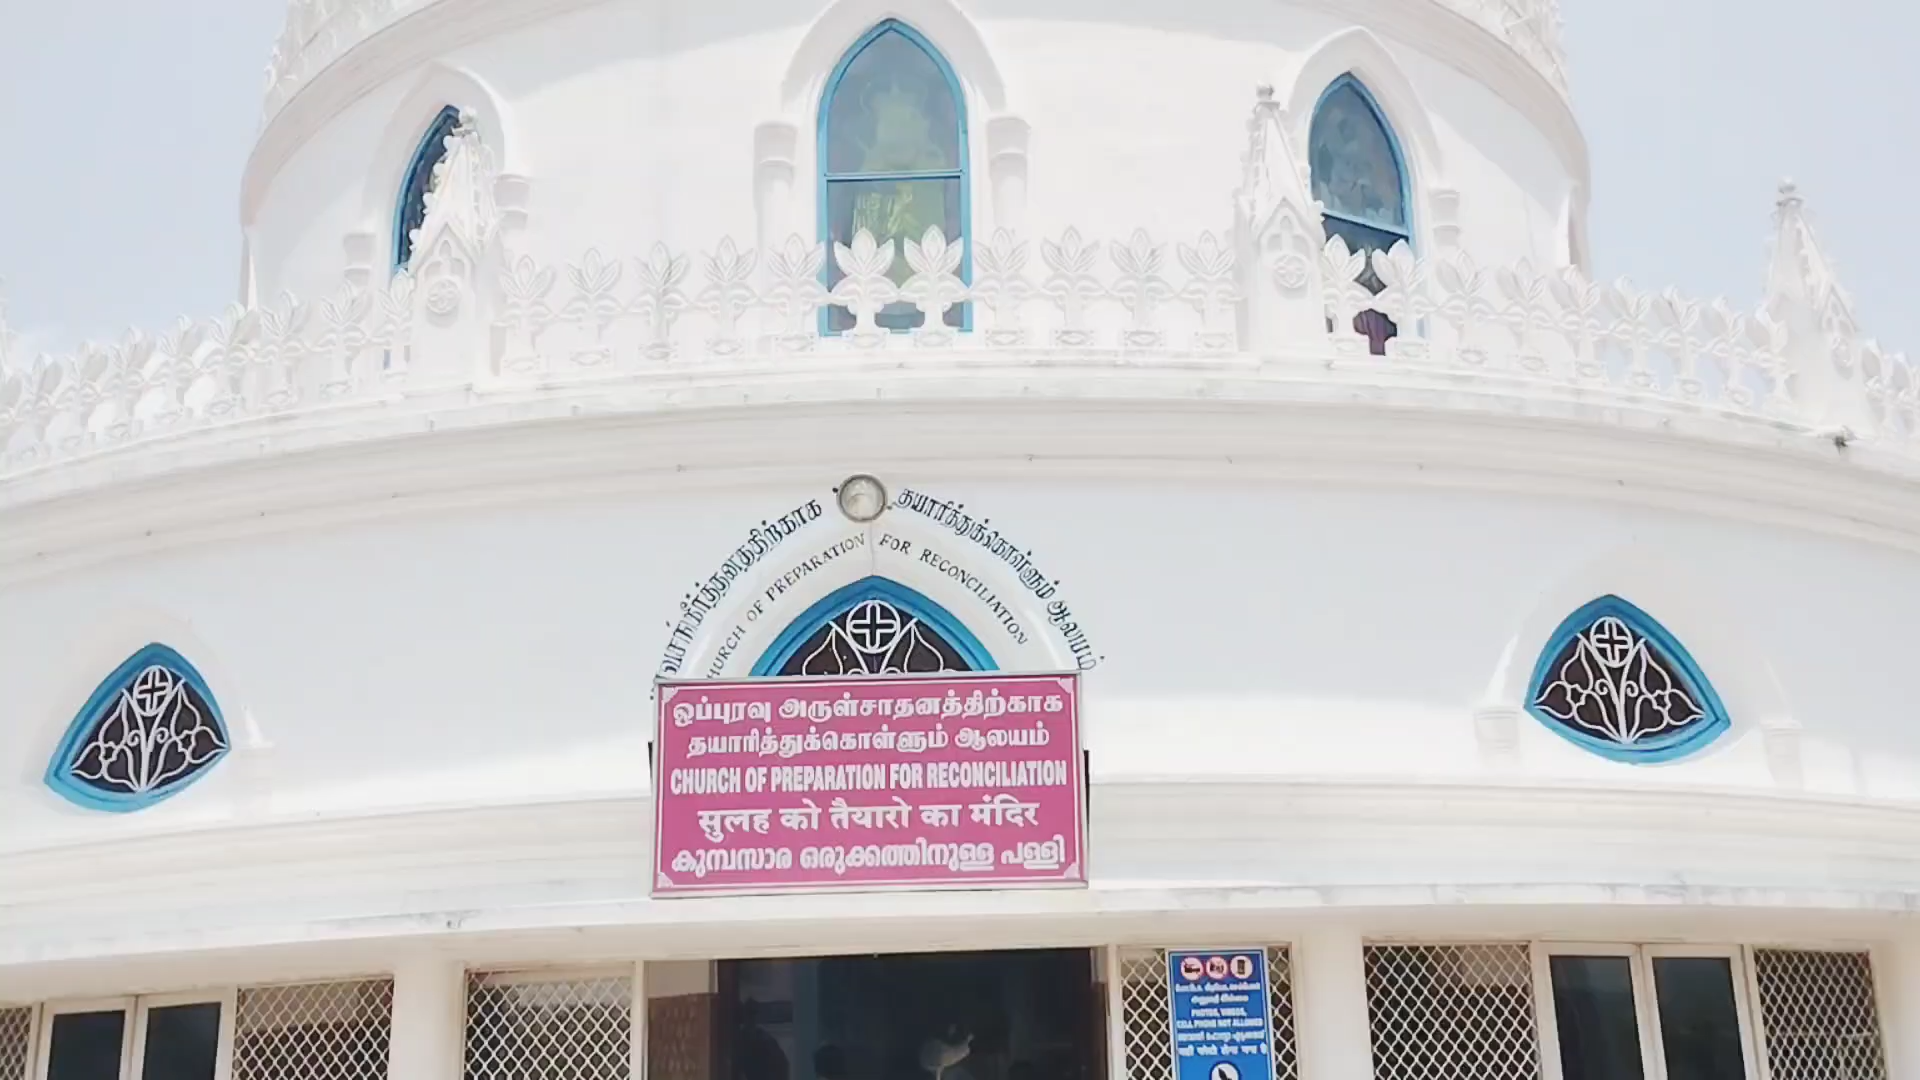 தயாரித்துக்கொள்ளும் ஆலயம்
CHURCH OF PREPARATION FOR RECONCILIATION
ஒப்புரவு அருள்சாதனத்திற்காக
தயாரித்துக்கொள்ளும் ஆலயம்
CHURCH OF PREPARATION FOR RECONCILIATION
सुलह को तैयारो का मंदिर
കുമ്പസാര ഒരുക്കത്തിനുള്ള പള്ളി
PHOTOS, VIDEOS,
CELL PHONE NOT ALLOWED